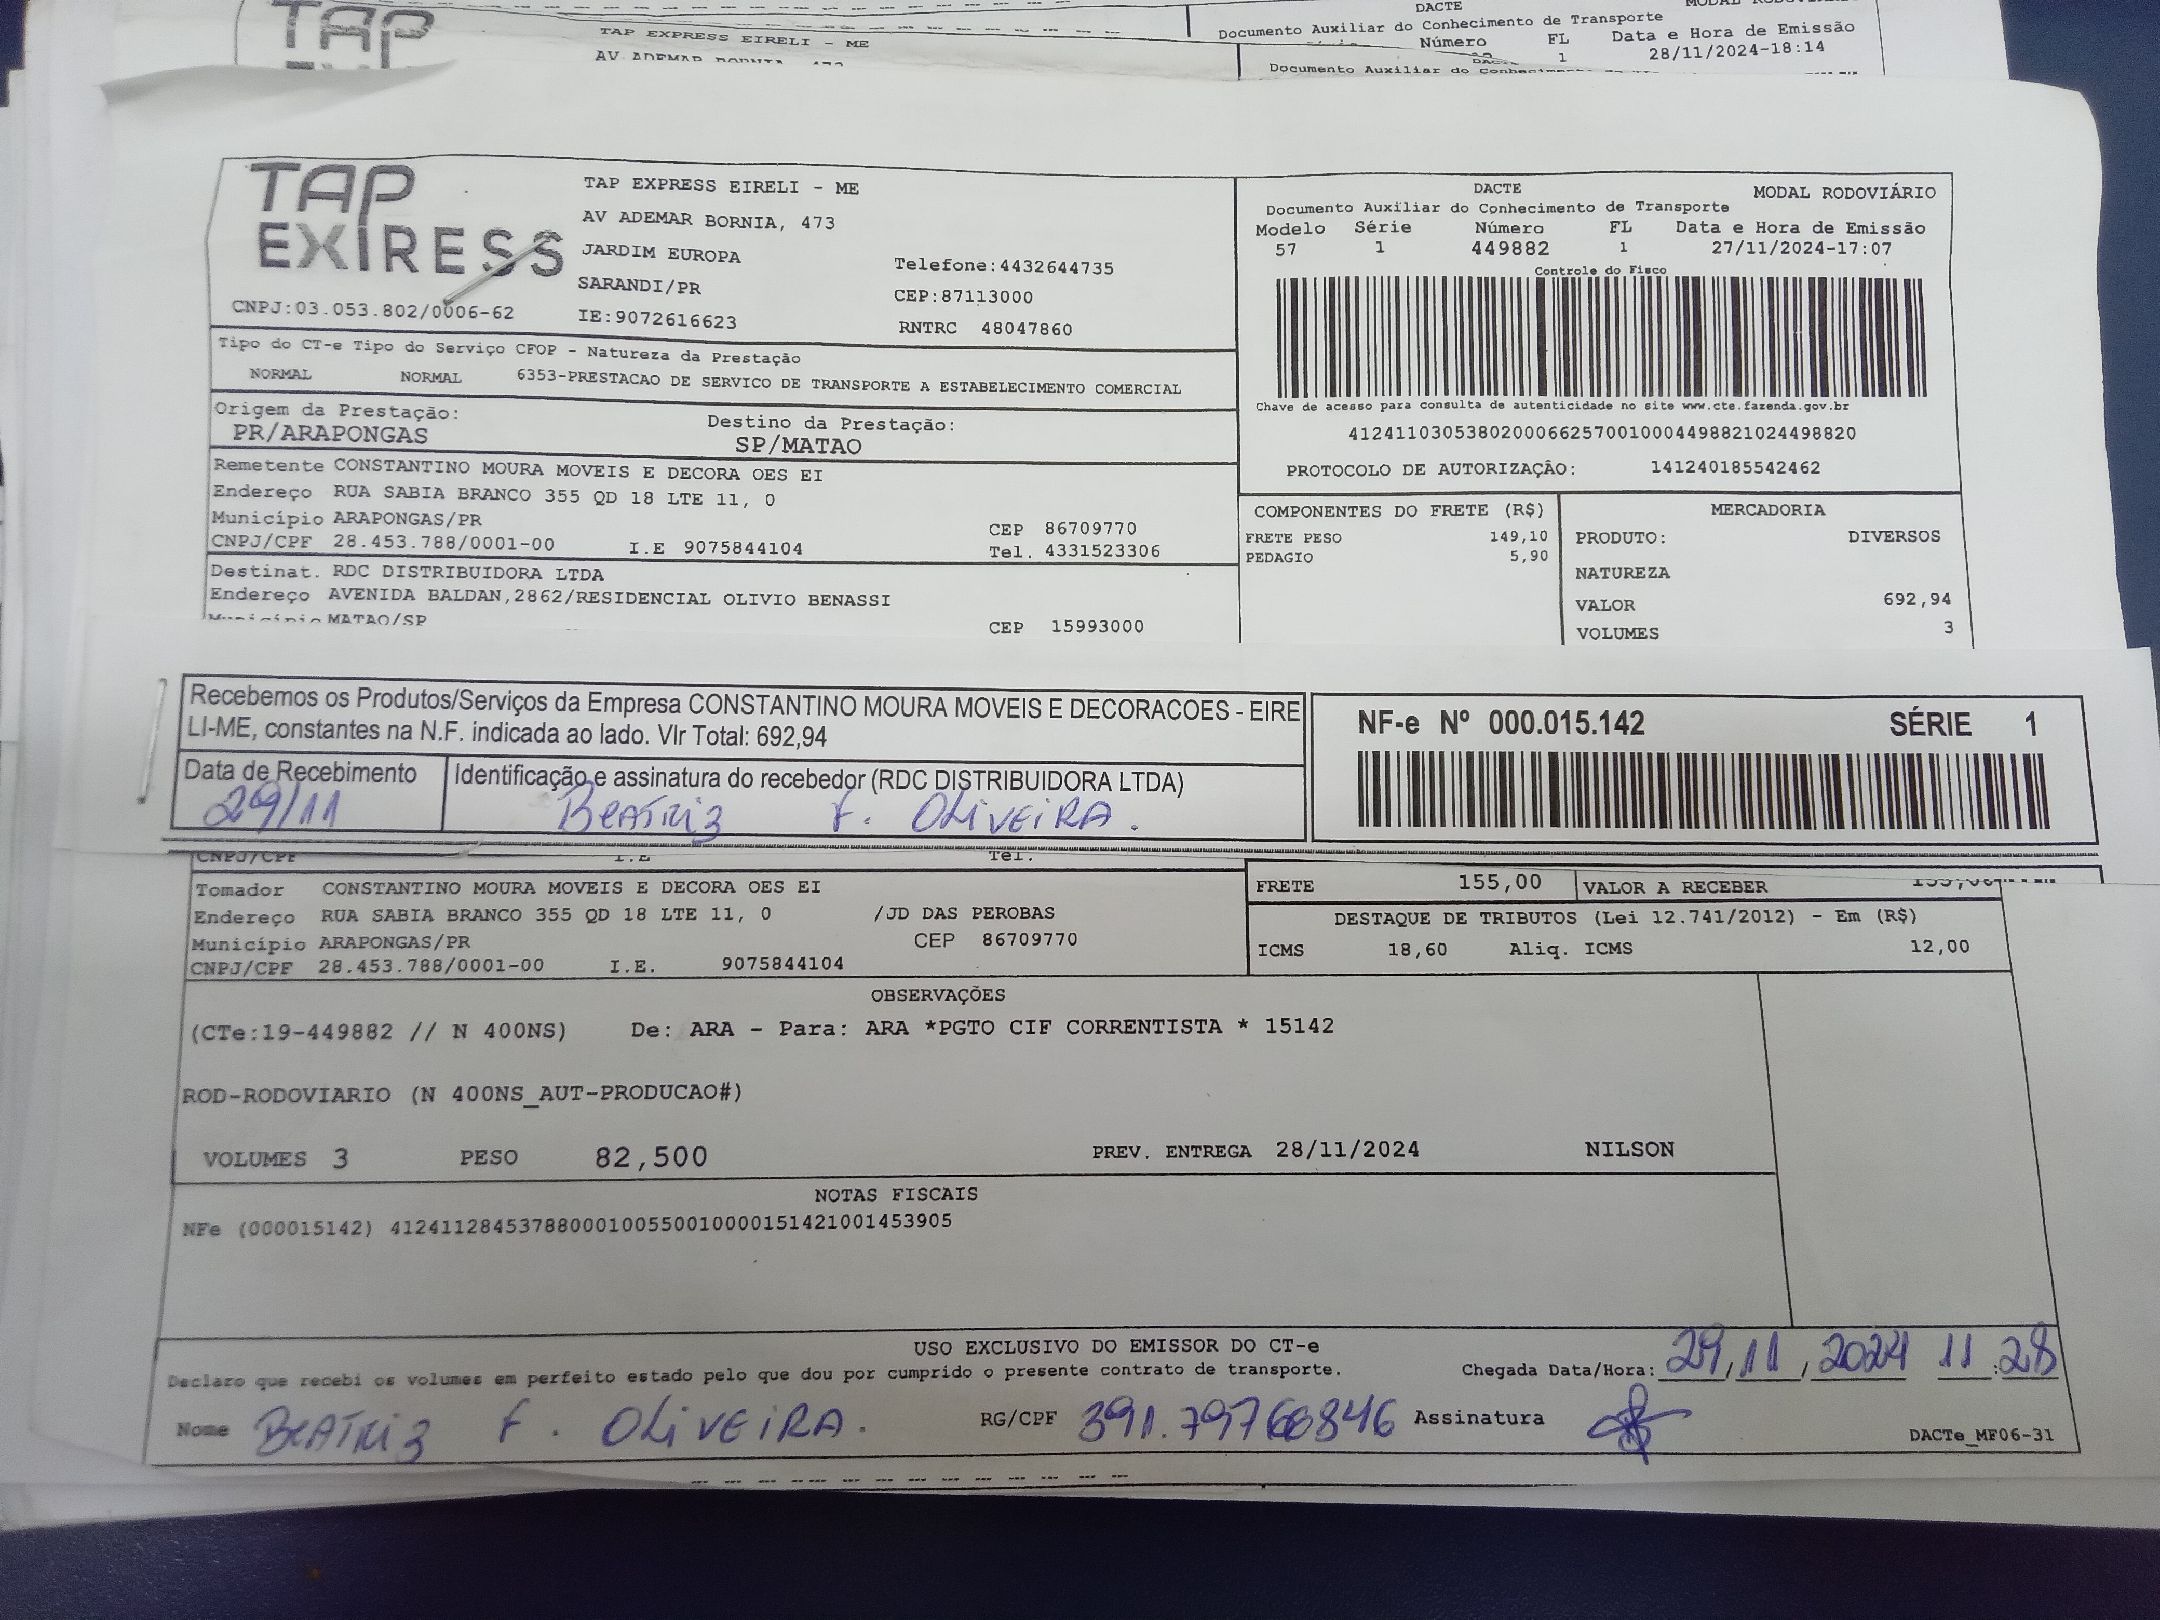 TAP
TAP EXPRESS EIRELI - ME
DACTE
Documento Auxiliar do Conhecimento de Transporte
Número FL Data e Hora de Emissão
1 28/11/2024-18:14
Documento Auxiliar do
TAP
EXIRESS
CNPJ:03.053.802/0006-62
TAP EXPRESS EIRELI - ME
AV ADEMAR BORNIA, 473
JARDIM EUROPA
SARANDI/PR
IE:9072616623
Telefone:4432644735
CEP:87113000
RNTRC 48047860
DACTE MODAL RODOVIÁRIO
Documento Auxiliar do Conhecimento de Transporte
Modelo Série Número FL Data e Hora de Emissão
57 1 449882 1 27/11/2024-17:07
Controle do Fisco
Chave de acesso para consulta de autenticidade no site www.cte.fazenda.gov.br
41241103053802000662570010004498821024498820
PROTOCOLO DE AUTORIZAÇÃO: 141240185542462
Tipo do CT-e Tipo do Serviço CFOP - Natureza da Prestação
NORMAL NORMAL 6353-PRESTACAO DE SERVICO DE TRANSPORTE A ESTABELECIMENTO COMERCIAL
Origem da Prestação: Destino da Prestação:
PR/ARAPONGAS SP/MATAO
Remetente CONSTANTINO MOURA MOVEIS E DECORA OES EI
Endereço RUA SABIA BRANCO 355 QD 18 LTE 11, 0
Município ARAPONGAS/PR CEP 86709770
CNPJ/CPF 28.453.788/0001-00 I.E 9075844104 Tel. 4331523306
Destinat. RDC DISTRIBUIDORA LTDA
Endereço AVENIDA BALDAN,2862/RESIDENCIAL OLIVIO BENASSI
Município MATAO/SP CEP 15993000
COMPONENTES DO FRETE (R$)
FRETE PESO 149,10
PEDAGIO 5,90
MERCADORIA
PRODUTO: DIVERSOS
NATUREZA
VALOR 692,94
VOLUMES 3
Recebemos os Produtos/Serviços da Empresa CONSTANTINO MOURA MOVEIS E DECORACOES - EIRE
LI-ME, constantes na N.F. indicada ao lado. Vlr Total: 692,94
Data de Recebimento Identificação e assinatura do recebedor (RDC DISTRIBUIDORA LTDA)
29/11 BEATRIZ F. OLIVEIRA.
NF-e Nº 000.015.142 SÉRIE 1
CNPJ/CPF I.E Tel.
Tomador CONSTANTINO MOURA MOVEIS E DECORA OES EI
Endereço RUA SABIA BRANCO 355 QD 18 LTE 11, 0 /JD DAS PEROBAS
Município ARAPONGAS/PR CEP 86709770
CNPJ/CPF 28.453.788/0001-00 I.E. 9075844104
FRETE 155,00 VALOR A RECEBER
DESTAQUE DE TRIBUTOS (Lei 12.741/2012) - Em (R$)
ICMS 18,60 Aliq. ICMS 12,00
OBSERVAÇÕES
(CTe:19-449882 // N 400NS) De: ARA - Para: ARA *PGTO CIF CORRENTISTA * 15142
ROD-RODOVIARIO (N 400NS_AUT-PRODUCAO#)
VOLUMES 3 PESO 82,500 PREV. ENTREGA 28/11/2024 NILSON
NOTAS FISCAIS
NFe (000015142) 41241128453788000100550010000151421001453905
USO EXCLUSIVO DO EMISSOR DO CT-e
Declaro que recebi os volumes em perfeito estado pelo que dou por cumprido o presente contrato de transporte. Chegada Data/Hora: 29/11/2024 11:28
Nome BEATRIZ F. OLIVEIRA. RG/CPF 391.79760846 Assinatura
DACTe_MF06-31